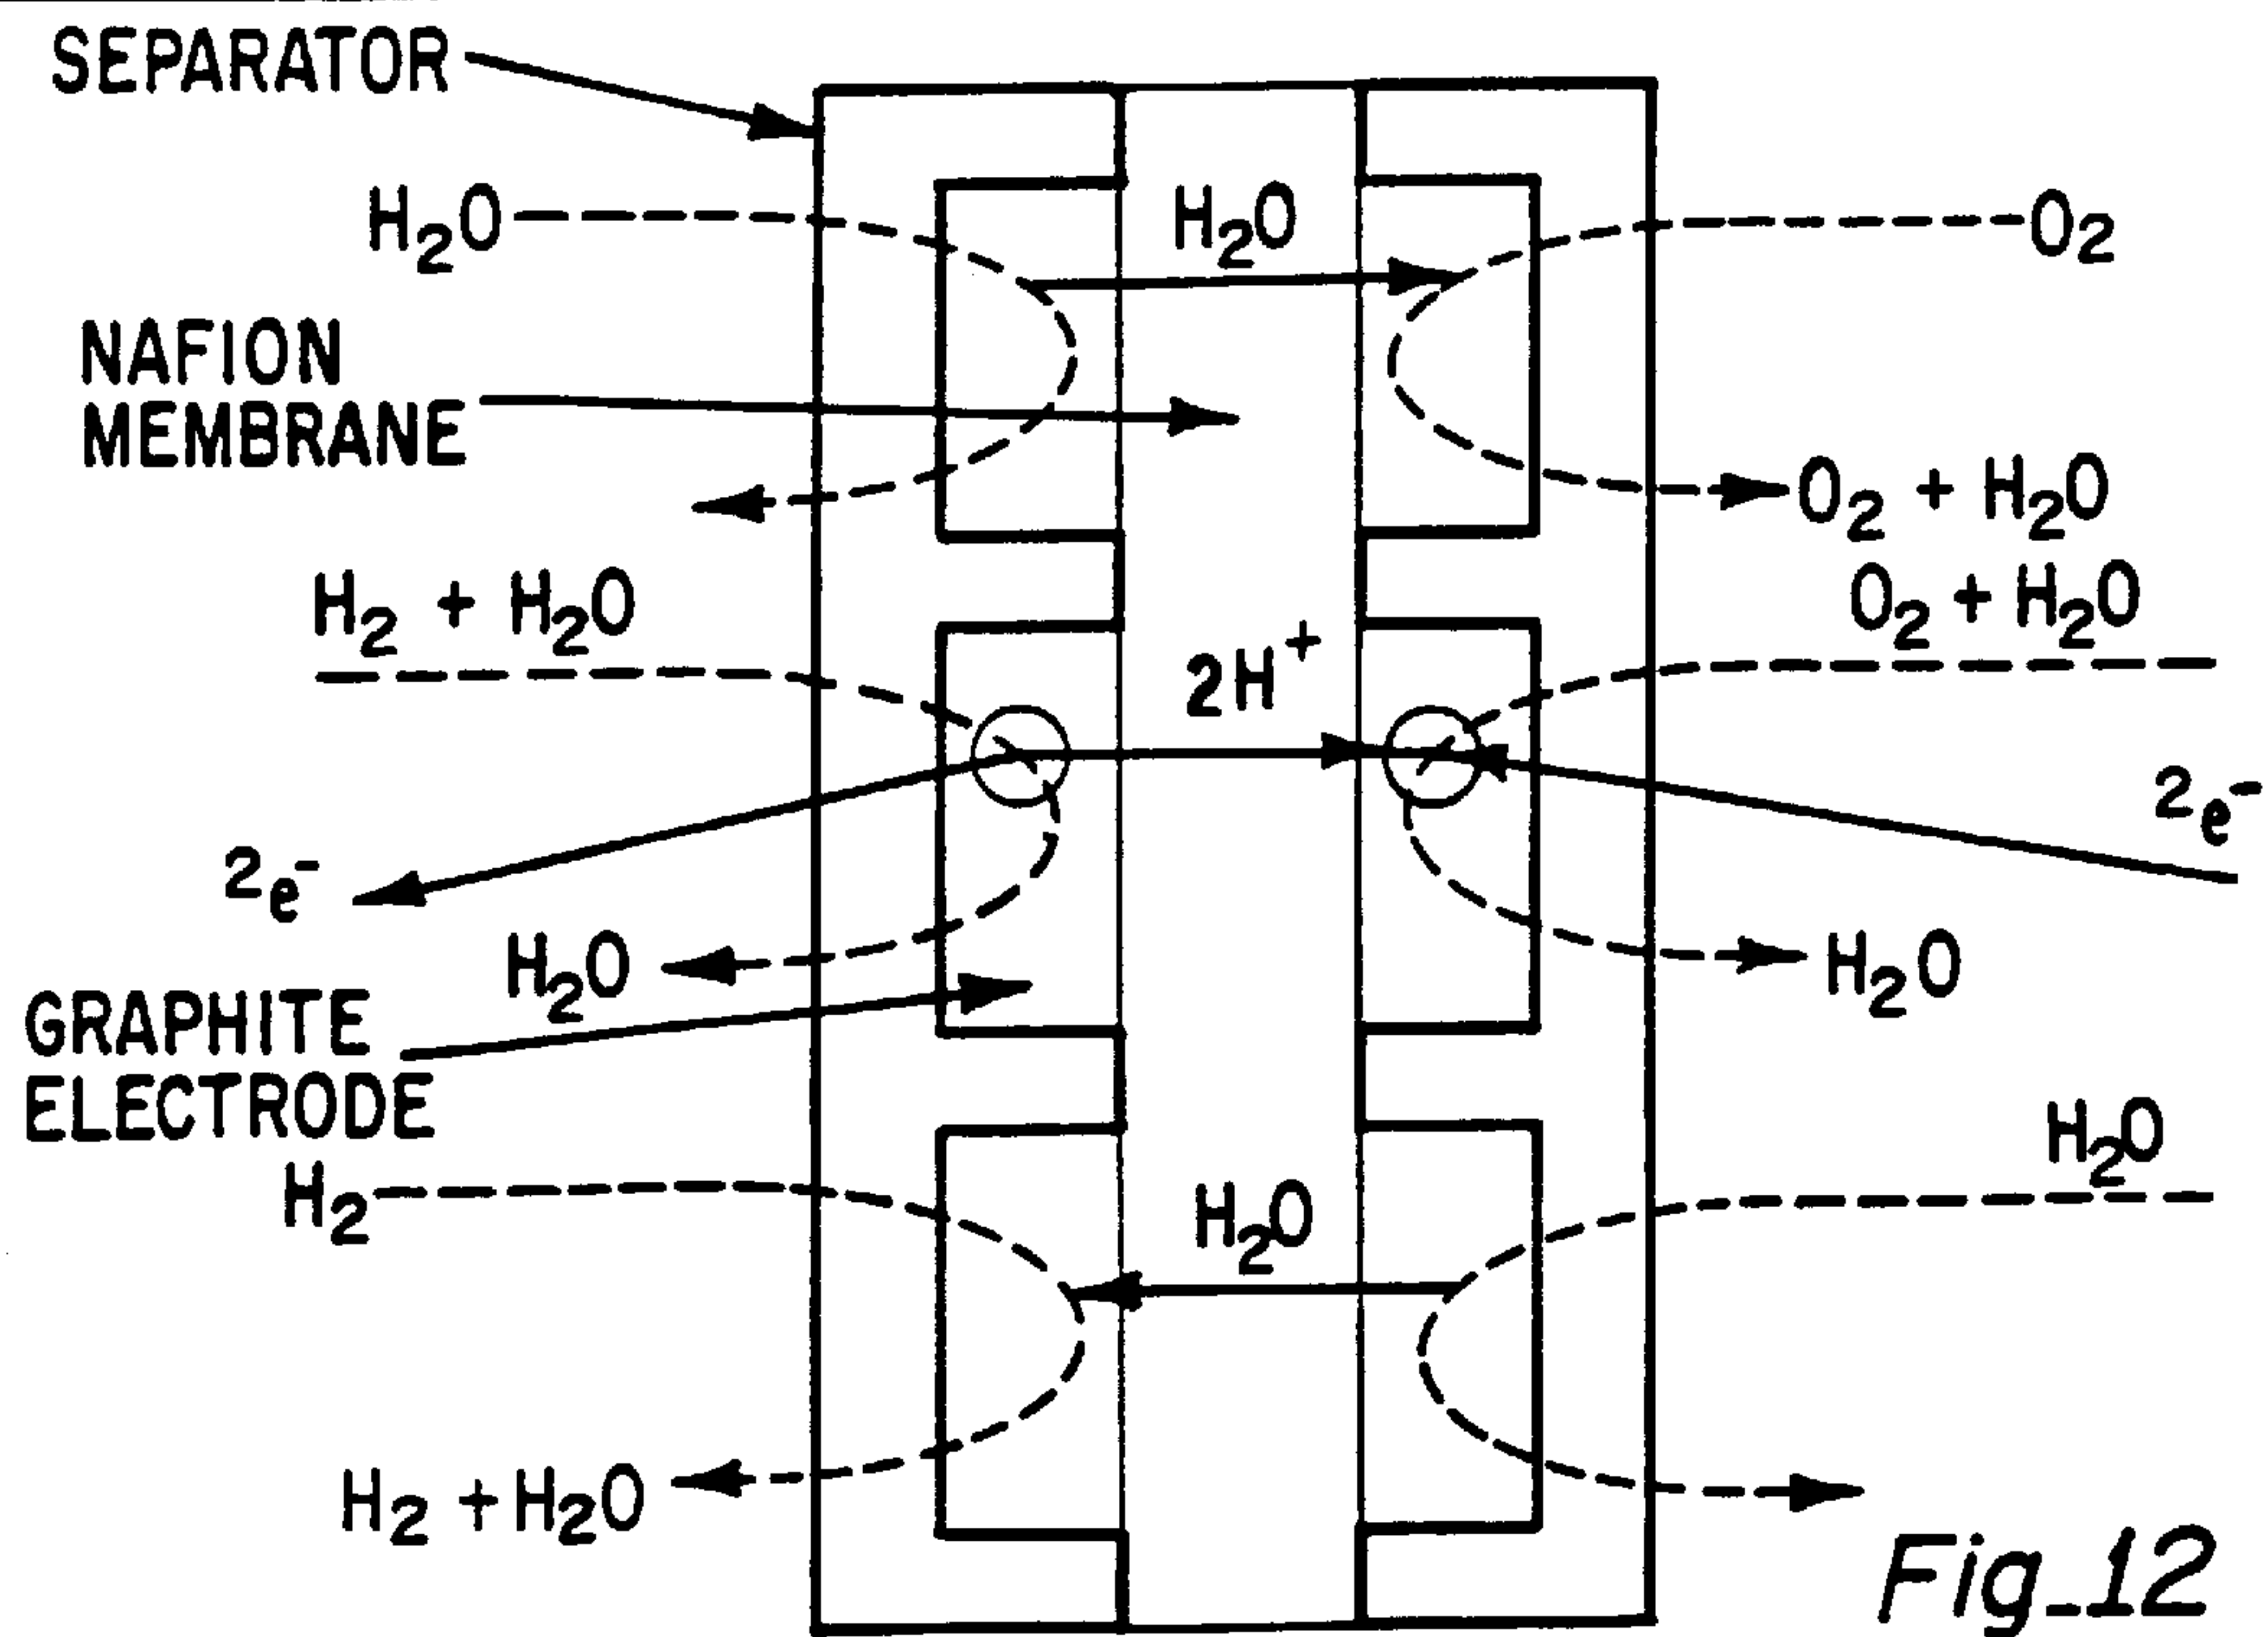 SEPARATOR
H₂O
H₂O
O₂
NAFION
MEMBRANE
O₂ + H₂O
H₂ + H₂O
O₂ + H₂O
2H⁺
2e⁻
2e⁻
H₂O
H₂O
GRAPHITE
ELECTRODE
H₂
H₂O
H₂O
H₂ + H₂O
Fig_12